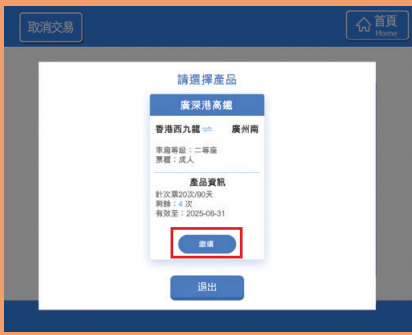 取消交易
首頁
Home
請選擇產品
廣深港高鐵
香港西九龍 ⇌ 廣州南
車廂等級：二等座
票種：成人
產品資訊
計次票20次/90天
剩餘：4 次
有效至：2025-08-31
繼續
退出